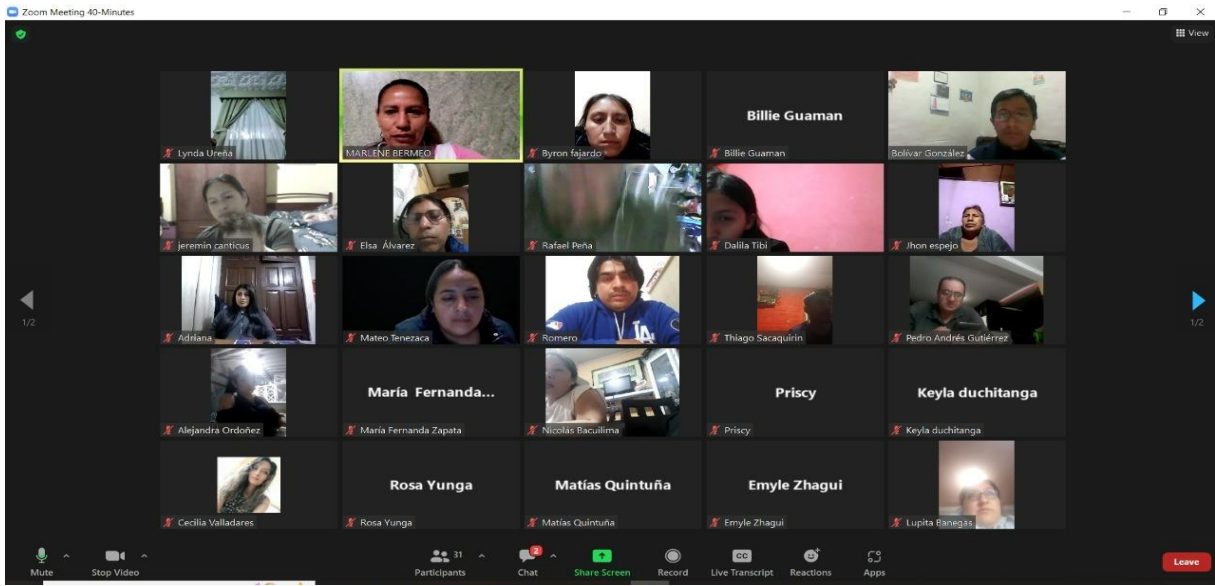 Zoom Meeting 40-Minutes
View
Lynda Ureña
MARLENE BERMEO
Byron fajardo
Billie Guaman
Billie Guaman
Bolívar González
jeremin canticus
Elsa Álvarez
Rafael Peña
Dalila Tibi
Jhon espejo
1/2
1/2
Adriana
Mateo Tenezaca
LA
Romero
Thiago Sacaquirin
Pedro Andrés Gutiérrez
Alejandra Ordoñez
María Fernanda...
María Fernanda Zapata
Nicolás Bacuilima
Priscy
Priscy
Keyla duchitanga
Keyla duchitanga
Cecilia Valladares
Rosa Yunga
Rosa Yunga
Matías Quintuña
Matías Quintuña
Emyle Zhagui
Emyle Zhagui
Lupita Banegas
31
2
CC
Mute
Stop Video
Participants
Chat
Share Screen
Record
Live Transcript
Reactions
Apps
Leave